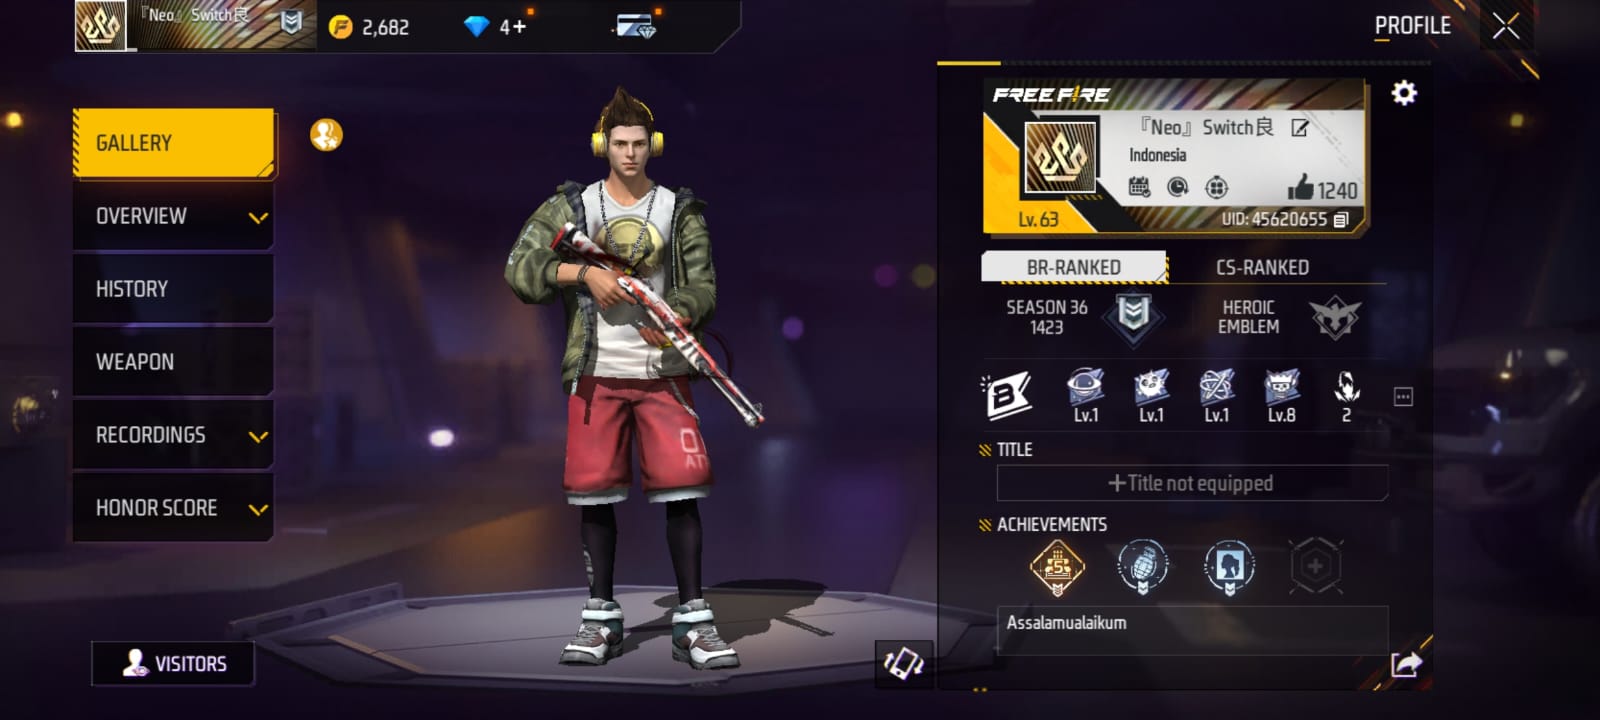 『Neo』 Switch良
2,682
4+
PROFILE
GALLERY
OVERVIEW
HISTORY
WEAPON
RECORDINGS
HONOR SCORE
VISITORS
FREE FIRE
『Neo』 Switch良
Indonesia
1240
Lv. 63
UID: 45620655
BR-RANKED
CS-RANKED
SEASON 36
1423
HEROIC
EMBLEM
B
Lv.1
Lv.1
Lv.1
Lv.8
2
TITLE
+Title not equipped
ACHIEVEMENTS
5
Assalamualaikum